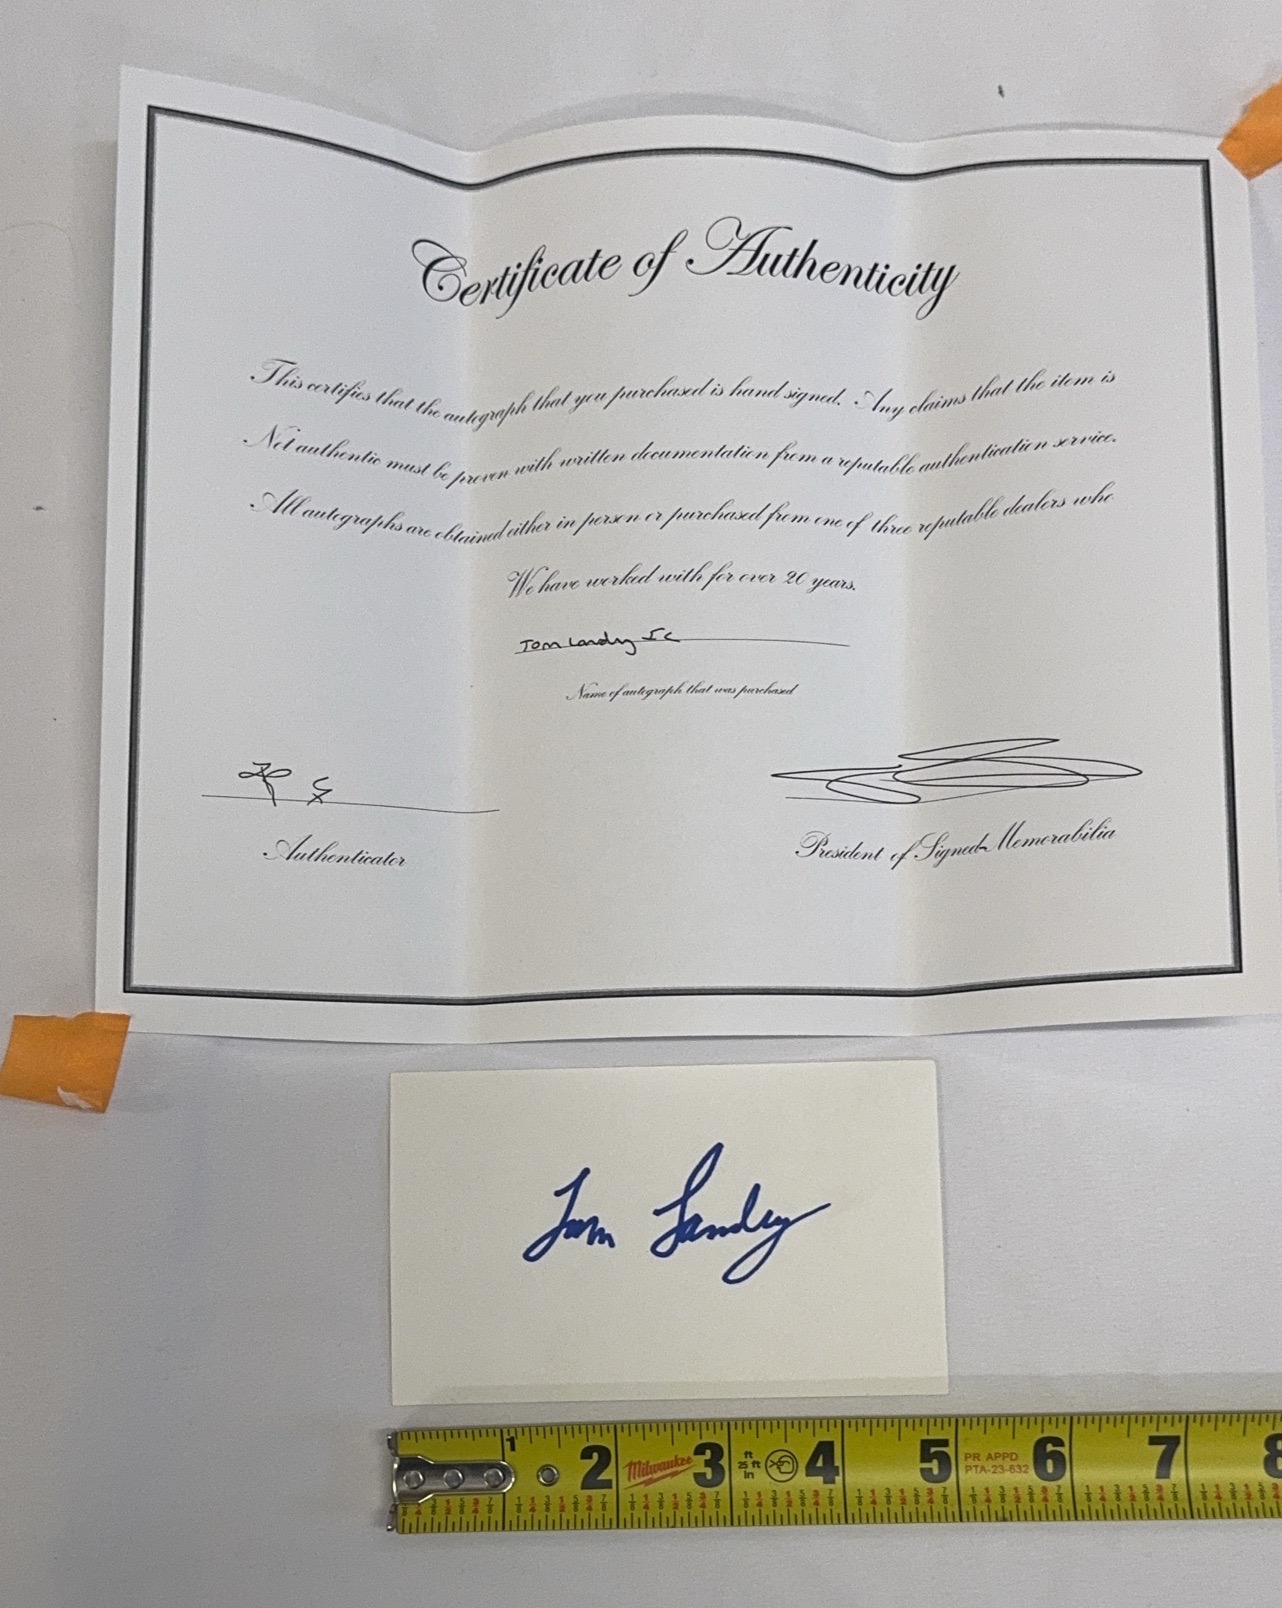 Certificate of Authenticity
This certifies that the autograph that you purchased is hand signed. Any claims that the item is
Not authentic must be proven with written documentation from a reputable authentication service.
All autographs are obtained either in person or purchased from one of three reputable dealers who
We have worked with for over 20 years.
Tom Landry IC
Name of autograph that was purchased
Authenticator
President of Signed Memorabilia
Tom Landry
1 2 Milwaukee 3 ft 25 ft in 4 5 PR APPD PTA-23-632 6 7 8